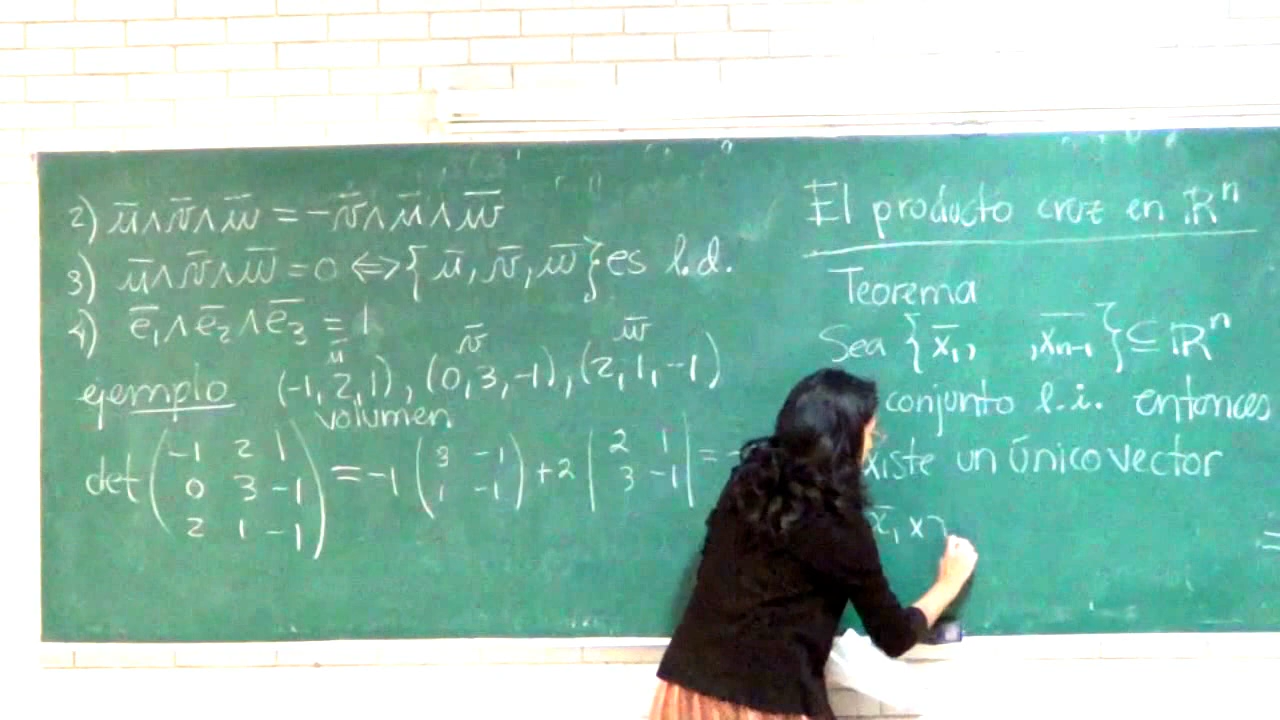 2) ū∧v̄∧w̄ = -v̄∧ū∧w̄
3) ū∧v̄∧w̄ = 0 ⇔ {ū, v̄, w̄} es l.d.
4) ē₁∧ē₂∧ē₃ = 1
ū v̄ w̄
ejemplo (-1,2,1), (0,3,-1), (2,1,-1)
volumen
det ( -1 2 1 ) = -1 ( 3 -1 ) + 2 | 2 1 | = -
0 3 -1 1 -1 3 -1
2 1 -1
El producto cruz en ℝⁿ
Teorema
Sea {x̄₁, , x̄ₙ₋₁} ⊆ ℝⁿ
conjunto l.i. entonces
xiste un único vector
x̄₁ x
=